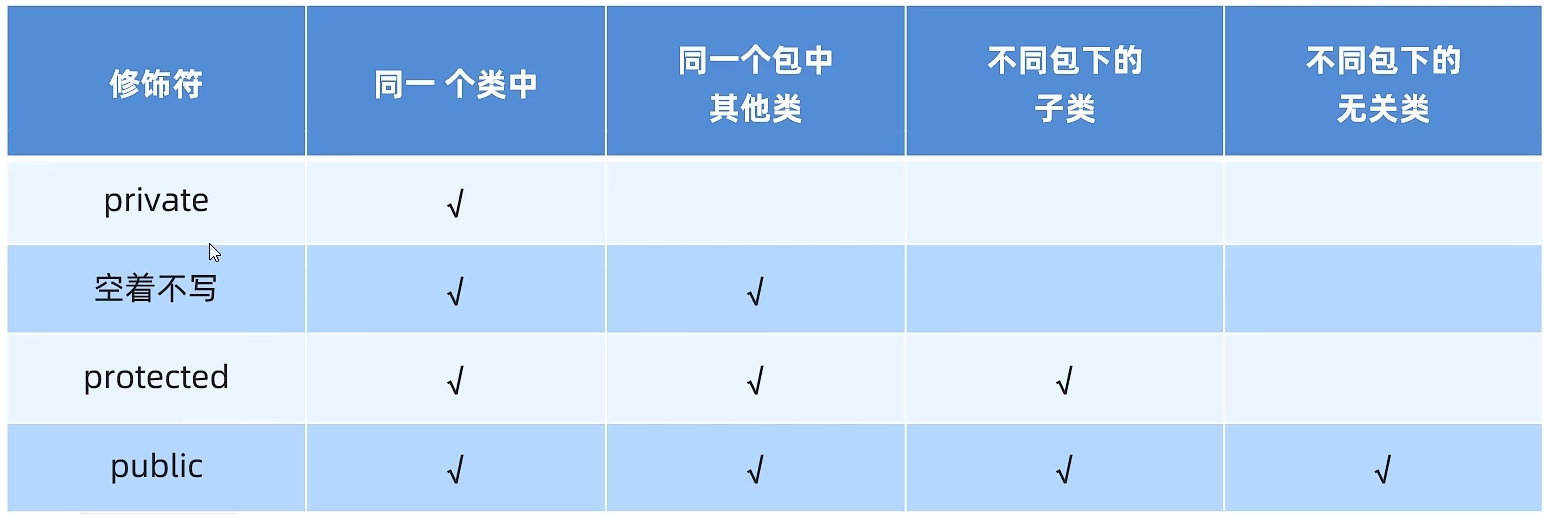 修饰符
同一 个类中
同一个包中
其他类
不同包下的
子类
不同包下的
无关类
private
√
空着不写
√
√
protected
√
√
√
public
√
√
√
√